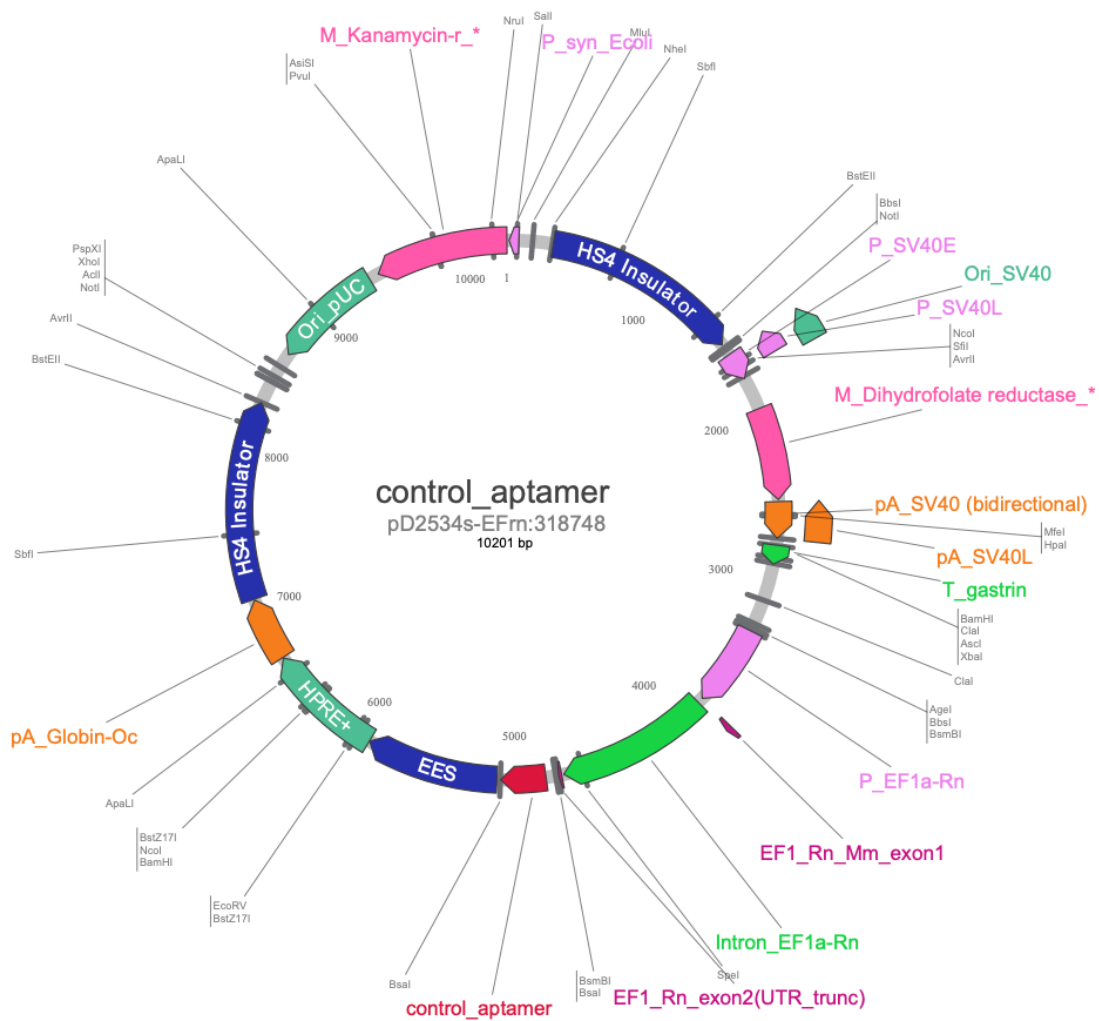 NruI
SalI
M_Kanamycin-r_*
P_syn_Ecoli
MluI
NheI
SbfI
AsiSI
PvuI
ApaLI
BstEII
BbsI
NotI
P_SV40E
Ori_SV40
P_SV40L
NcoI
SfiI
AvrII
PspXI
XhoI
AclI
NotI
AvrII
BstEII
HS4 Insulator
Ori_pUC
10000
1
1000
9000
M_Dihydrofolate reductase_*
2000
8000
control_aptamer
pD2534s-EFrn:318748
10201 bp
pA_SV40 (bidirectional)
MfeI
HpaI
pA_SV40L
SbfI
HS4 Insulator
3000
T_gastrin
7000
BamHI
ClaI
AscI
XbaI
ClaI
4000
HPRE+
6000
AgeI
BbsI
BsmBI
pA_Globin-Oc
5000
EES
P_EF1a-Rn
ApaLI
BstZ17I
NcoI
BamHI
EF1_Rn_Mm_exon1
EcoRV
BstZ17I
Intron_EF1a-Rn
BsaI
BsmBI
BsaI
SpeI
control_aptamer
EF1_Rn_exon2(UTR_trunc)